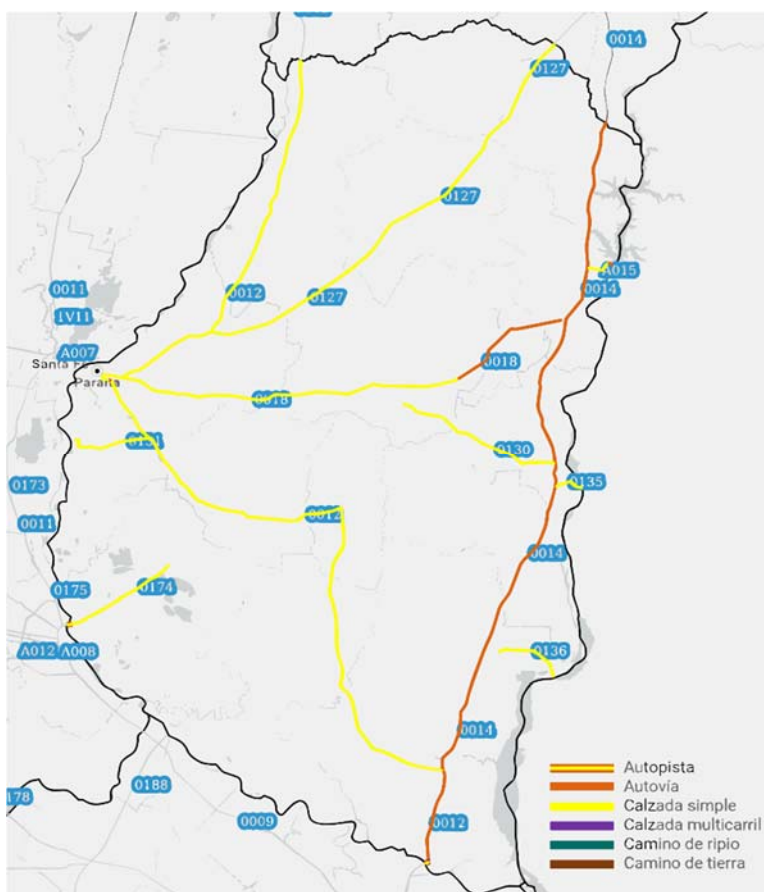 0014
0127
0127
0011
1V11
0012
0127
A015
0014
A007
Santa Fe
Paraná
0018
0018
0131
0130
0173
0135
0011
0012
0014
0175
0174
A012
A008
0136
0014
0188
178
0009
0012
Autopista
Autovía
Calzada simple
Calzada multicarril
Camino de ripio
Camino de tierra